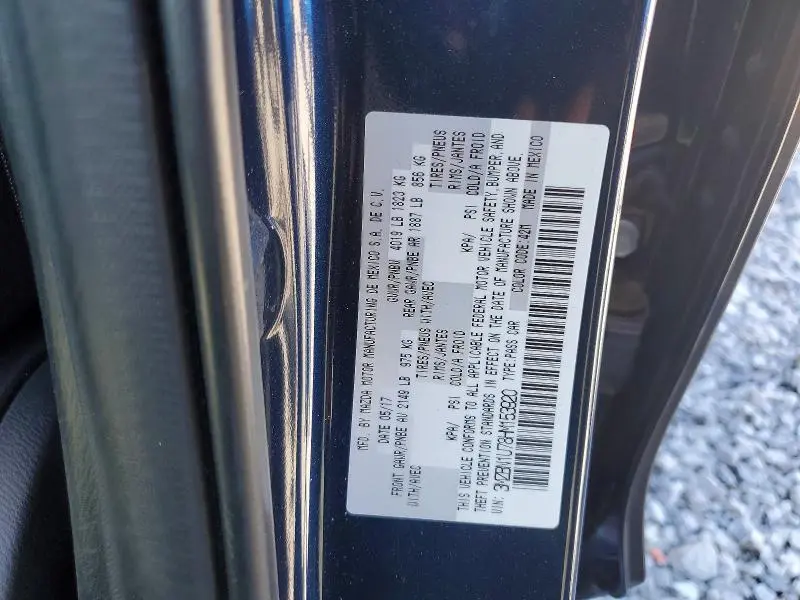 MFD. BY MAZDA MOTOR MANUFACTURING DE MEXICO S.A. DE C.V.
DATE 05/17 GVWR/PNBV 4019 LB 1823 KG
FRONT GAWR/PNBE AV 2149 LB 975 KG REAR GAWR/PNBE AR 1887 LB 856 KG
WITH/AVEC TIRES/PNEUS WITH/AVEC TIRES/PNEUS
RIMS/JANTES RIMS/JANTES
KPA/ PSI COLD/A FROID KPA/ PSI COLD/A FROID
THIS VEHICLE CONFORMS TO ALL APPLICABLE FEDERAL MOTOR VEHICLE SAFETY, BUMPER, AND
THEFT PREVENTION STANDARDS IN EFFECT ON THE DATE OF MANUFACTURE SHOWN ABOVE.
VIN: 3MZBN1U78HM153920 TYPE:PASS CAR COLOR CODE:42M MADE IN MEXICO